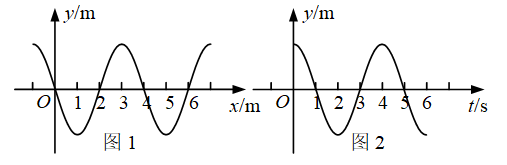 y/m
O 1 2 3 4 5 6
x/m
图1
y/m
O 1 2 3 4 5 6
t/s
图2